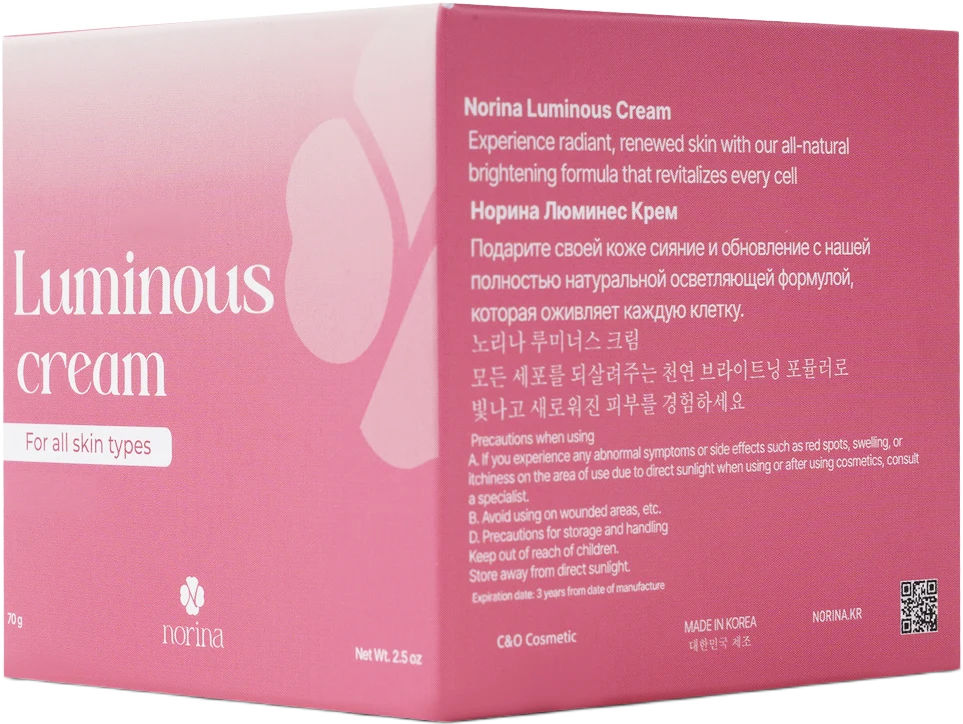 Luminous
cream
For all skin types
70 g
norina
Net Wt. 2.5 oz
Norina Luminous Cream
Experience radiant, renewed skin with our all-natural
brightening formula that revitalizes every cell
Норина Люминес Крем
Подарите своей коже сияние и обновление с нашей
полностью натуральной осветляющей формулой,
которая оживляет каждую клетку.
노리나 루미너스 크림
모든 세포를 되살려주는 천연 브라이트닝 포뮬러로
빛나고 새로워진 피부를 경험하세요
Precautions when using
A. If you experience any abnormal symptoms or side effects such as red spots, swelling, or
itchiness on the area of use due to direct sunlight when using or after using cosmetics, consult
a specialist.
B. Avoid using on wounded areas, etc.
D. Precautions for storage and handling
Keep out of reach of children.
Store away from direct sunlight.
Expiration date: 3 years from date of manufacture
C&O Cosmetic
MADE IN KOREA
대한민국 제조
NORINA.KR